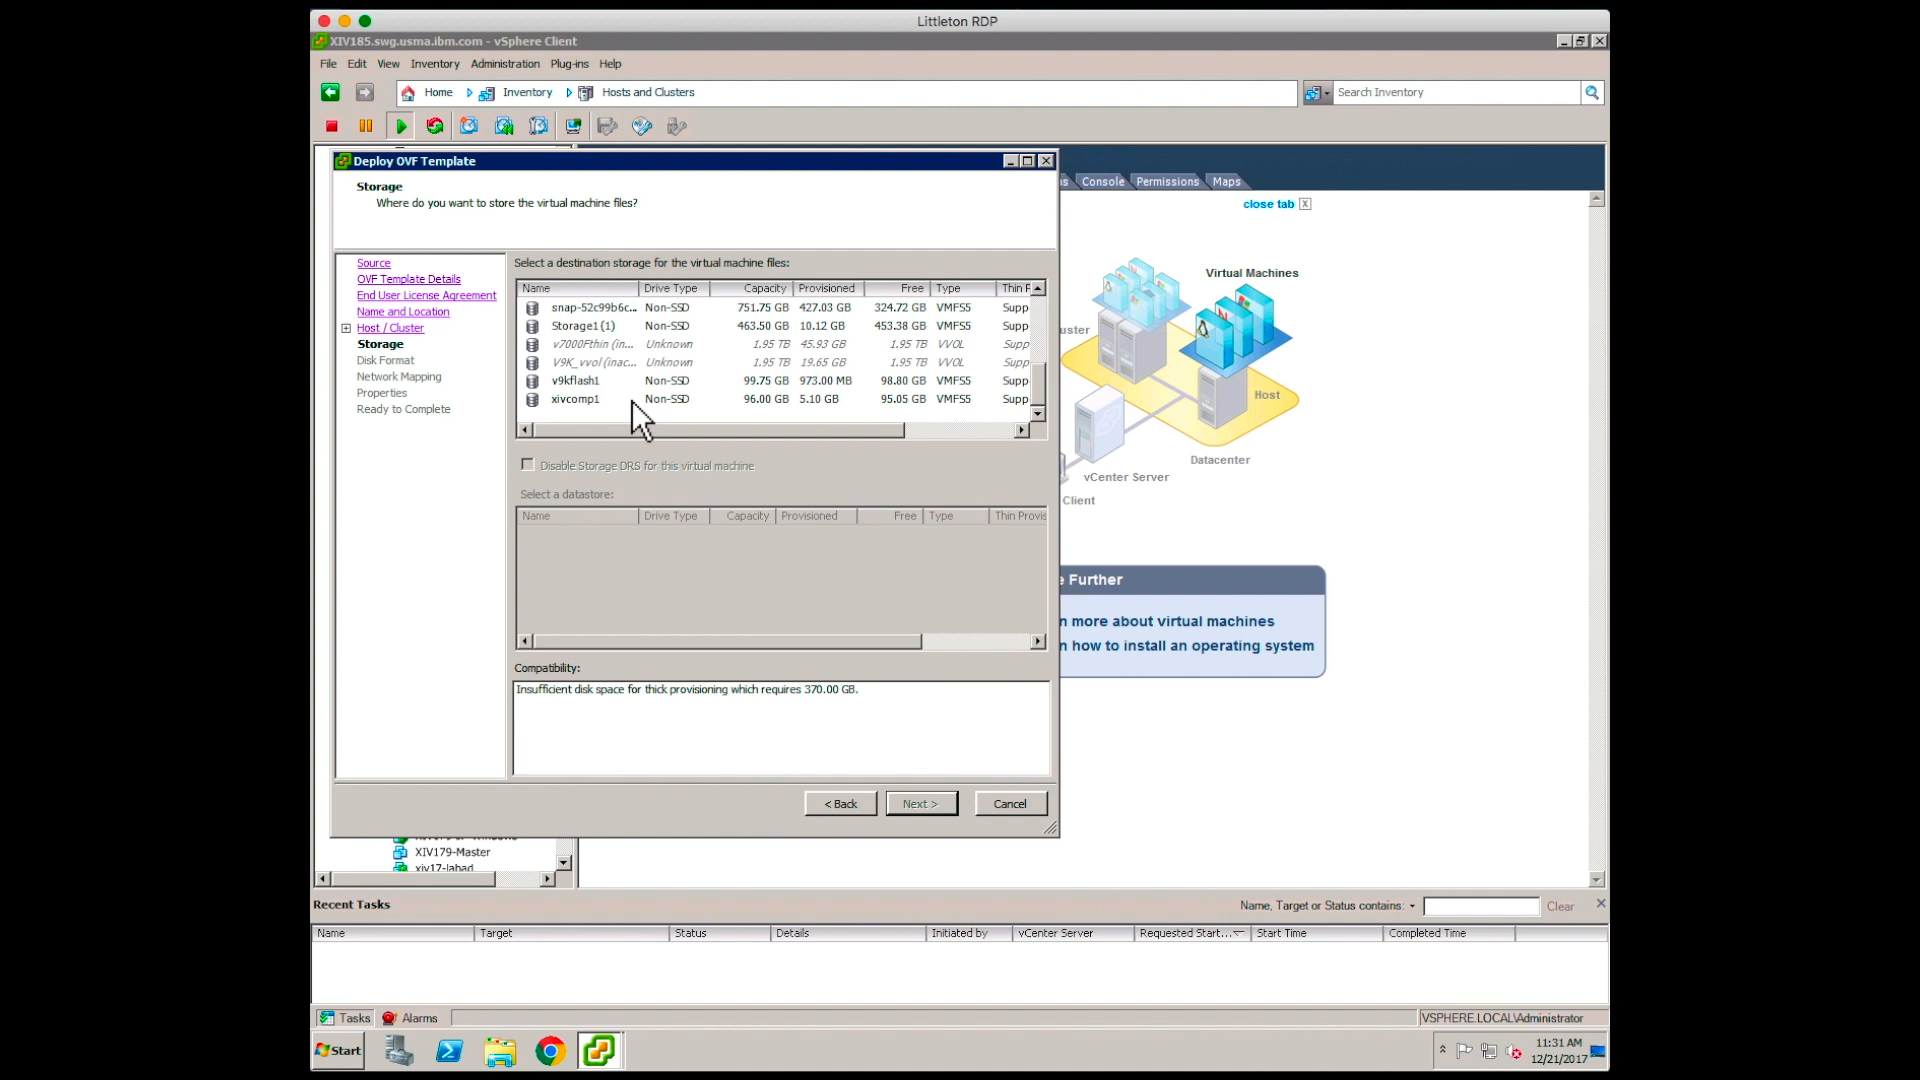 Littleton RDP
XIV185.swg.usma.ibm.com - vSphere Client
File Edit View Inventory Administration Plug-ins Help
Home Inventory Hosts and Clusters Search Inventory
Deploy OVF Template
Storage
Where do you want to store the virtual machine files?
Console Permissions Maps
close tab X
Source
OVF Template Details
End User License Agreement
Name and Location
Host / Cluster
Storage
Disk Format
Network Mapping
Properties
Ready to Complete
Select a destination storage for the virtual machine files:
Name Drive Type Capacity Provisioned Free Type Thin P
snap-52c99b6c... Non-SSD 751.75 GB 427.03 GB 324.72 GB VMFS5 Supp
Storage1 (1) Non-SSD 463.50 GB 10.12 GB 453.38 GB VMFS5 Supp
v7000Fthin (in... Unknown 1.95 TB 45.93 GB 1.95 TB VVOL Supp
V9K_vvol (inac... Unknown 1.95 TB 19.65 GB 1.95 TB VVOL Supp
v9kflash1 Non-SSD 99.75 GB 973.00 MB 98.80 GB VMFS5 Supp
xivcomp1 Non-SSD 96.00 GB 5.10 GB 95.05 GB VMFS5 Supp
Disable Storage DRS for this virtual machine
Select a datastore:
Name Drive Type Capacity Provisioned Free Type Thin Provis
Compatibility:
Insufficient disk space for thick provisioning which requires 370.00 GB.
< Back Next > Cancel
Virtual Machines
uster
Host
Datacenter
vCenter Server
Client
e Further
n more about virtual machines
n how to install an operating system
XIV179-Master
xiv17-labad
Recent Tasks Name, Target or Status contains: Clear
Name Target Status Details Initiated by vCenter Server Requested Start... Start Time Completed Time
Tasks Alarms VSPHERE.LOCAL\Administrator
Start 11:31 AM
12/21/2017